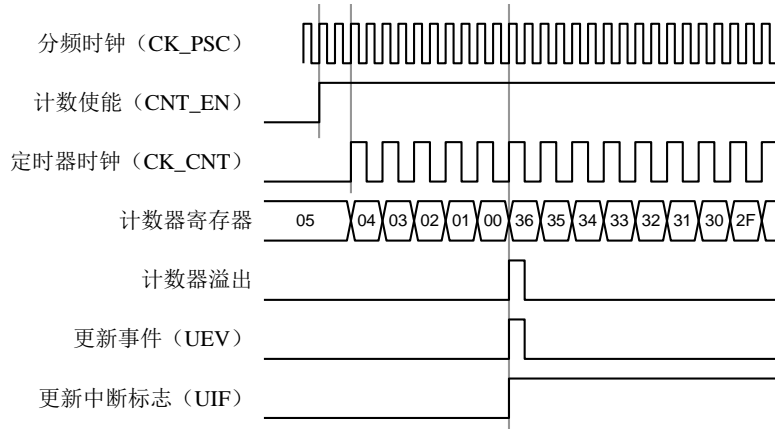 分频时钟（CK_PSC）
计数使能（CNT_EN）
定时器时钟（CK_CNT）
计数器寄存器 05 04 03 02 01 00 36 35 34 33 32 31 30 2F
计数器溢出
更新事件（UEV）
更新中断标志（UIF）